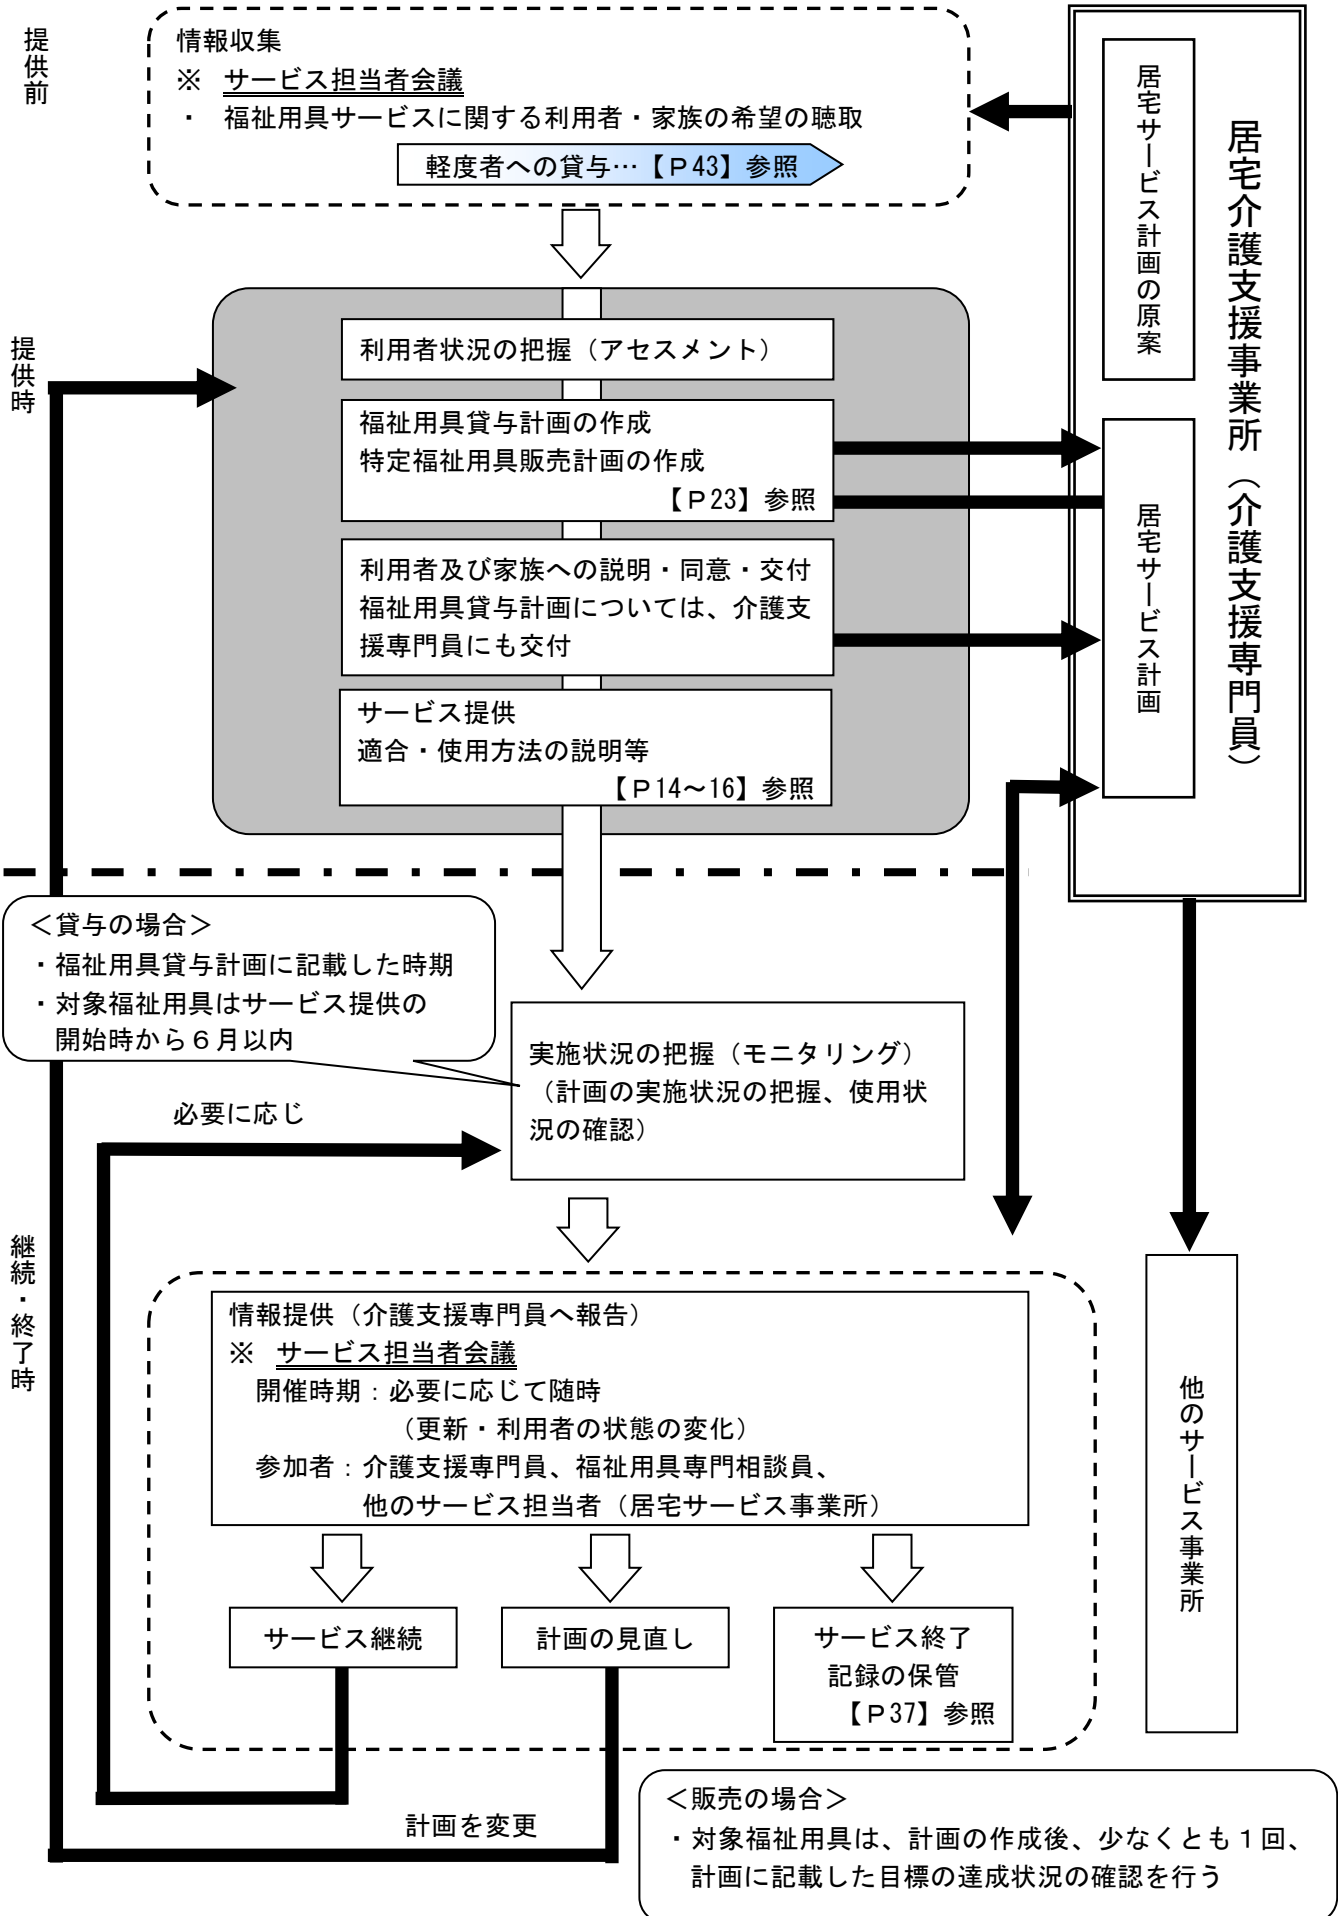 提供前
情報収集
※　サービス担当者会議
・　福祉用具サービスに関する利用者・家族の希望の聴取
軽度者への貸与…【Ｐ43】参照
居宅サービス計画の原案
居宅介護支援事業所（介護支援専門員）
提供時
利用者状況の把握（アセスメント）
福祉用具貸与計画の作成
特定福祉用具販売計画の作成
【Ｐ23】参照
利用者及び家族への説明・同意・交付
福祉用具貸与計画については、介護支
援専門員にも交付
サービス提供
適合・使用方法の説明等
【Ｐ14～16】参照
居宅サービス計画
＜貸与の場合＞
・福祉用具貸与計画に記載した時期
・対象福祉用具はサービス提供の
開始時から６月以内
実施状況の把握（モニタリング）
（計画の実施状況の把握、使用状
況の確認）
必要に応じ
継続・終了時
情報提供（介護支援専門員へ報告）
※　サービス担当者会議
開催時期：必要に応じて随時
（更新・利用者の状態の変化）
参加者：介護支援専門員、福祉用具専門相談員、
他のサービス担当者（居宅サービス事業所）
他のサービス事業所
サービス継続
計画の見直し
サービス終了
記録の保管
【Ｐ37】参照
計画を変更
＜販売の場合＞
・対象福祉用具は、計画の作成後、少なくとも１回、
計画に記載した目標の達成状況の確認を行う